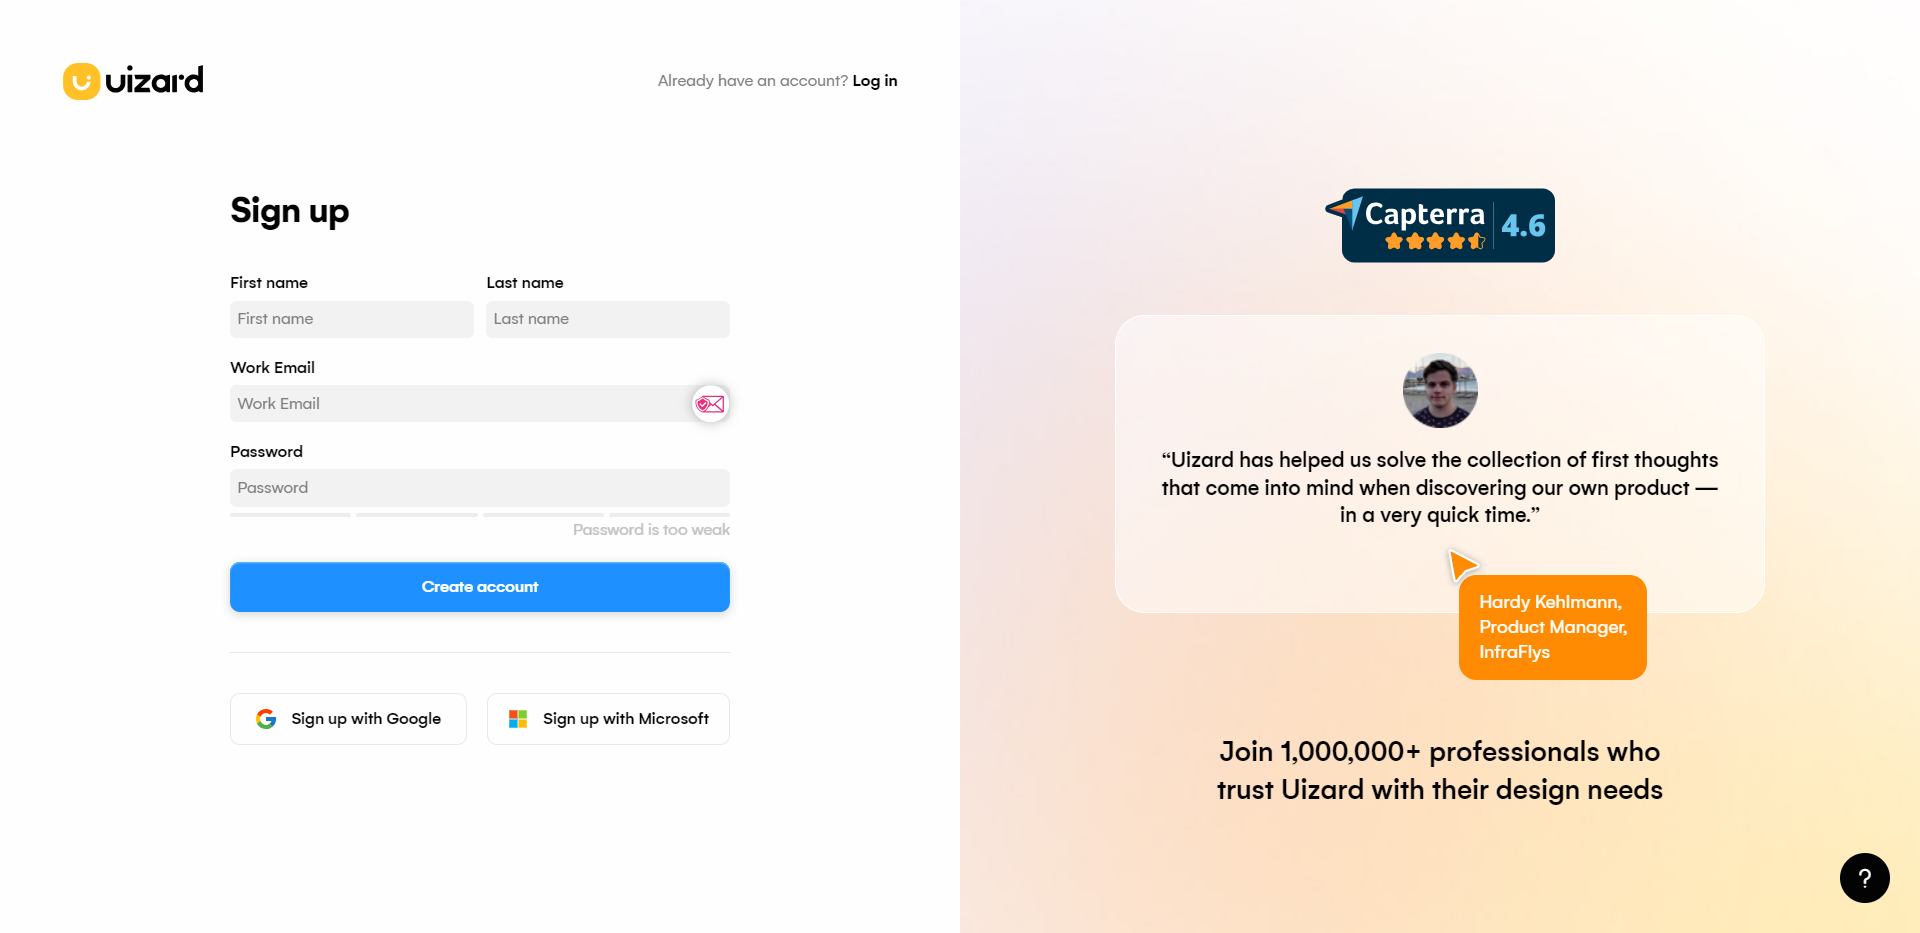 uizard
Already have an account? Log in
Sign up
First name
Last name
First name
Last name
Work Email
Work Email
Password
Password
Password is too weak
Create account
Sign up with Google
Sign up with Microsoft
Capterra
4.6
“Uizard has helped us solve the collection of first thoughts
that come into mind when discovering our own product —
in a very quick time.”
Hardy Kehlmann,
Product Manager,
InfraFlys
Join 1,000,000+ professionals who
trust Uizard with their design needs
?